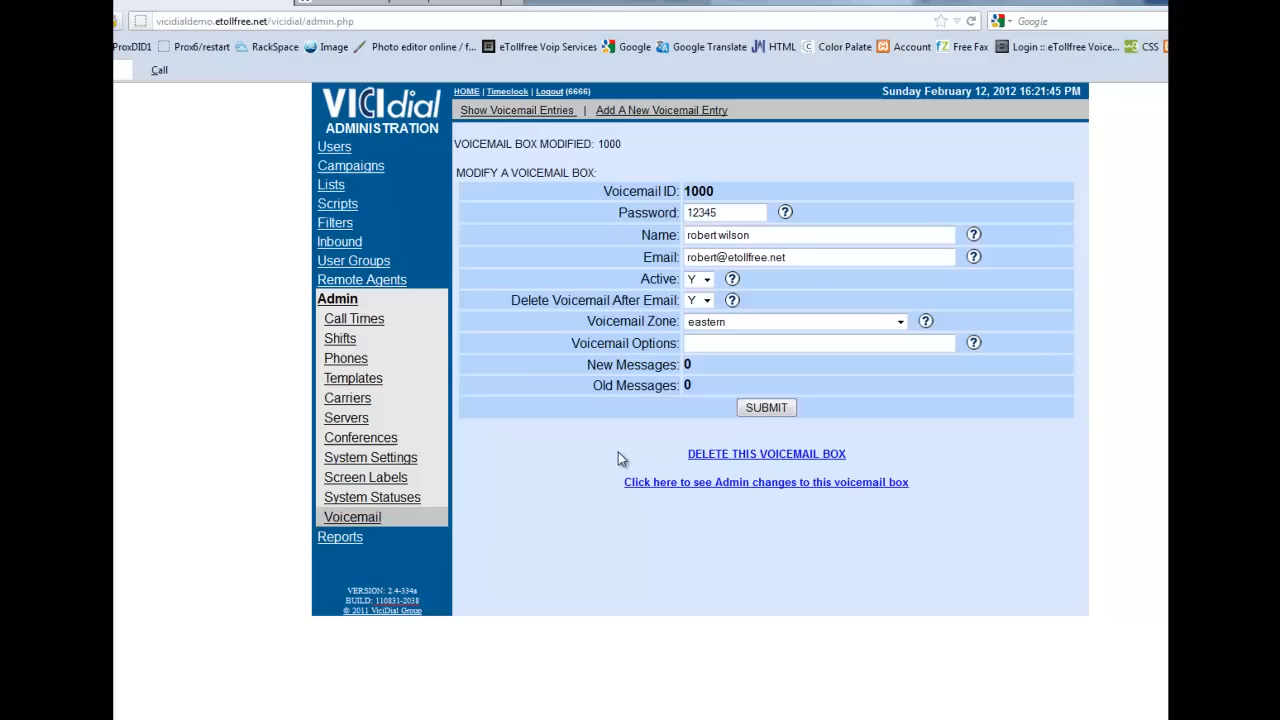 vicidialdemo.etollfree.net/vicidial/admin.php Google
ProxDID1 Prox6/restart RackSpace Image Photo editor online / f... eTollfree Voip Services Google Google Translate HTML Color Palate Account Free Fax Login :: eTollfree Voice... CSS
Call
VICIdial
ADMINISTRATION
HOME | Timeclock | Logout (6666) Sunday February 12, 2012 16:21:45 PM
Show Voicemail Entries | Add A New Voicemail Entry
Users
Campaigns
Lists
Scripts
Filters
Inbound
User Groups
Remote Agents
Admin
Call Times
Shifts
Phones
Templates
Carriers
Servers
Conferences
System Settings
Screen Labels
System Statuses
Voicemail
Reports
VERSION: 2.4-334a
BUILD: 110831-2038
© 2011 ViciDial Group
VOICEMAIL BOX MODIFIED: 1000
MODIFY A VOICEMAIL BOX:
Voicemail ID: 1000
Password: 12345 ?
Name: robert wilson ?
Email: robert@etollfree.net ?
Active: Y ?
Delete Voicemail After Email: Y ?
Voicemail Zone: eastern ?
Voicemail Options: ?
New Messages: 0
Old Messages: 0
SUBMIT
DELETE THIS VOICEMAIL BOX
Click here to see Admin changes to this voicemail box